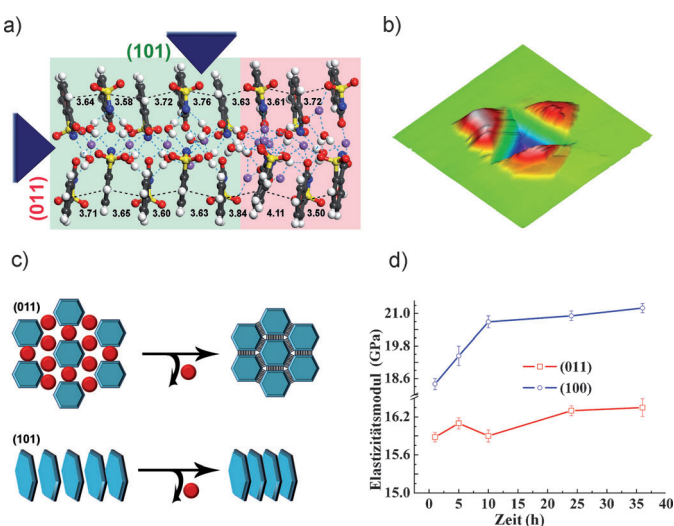 a)
(101)
3.64 3.58 3.72 3.76 3.63 3.61 3.72
(011)
3.71 3.65 3.60 3.63 3.84 4.11 3.50
b)
c)
(011)
(101)
d)
21.0
19.8
18.6
16.2
15.6
15.0
Elastizitätsmodul (GPa)
(011)
(100)
0 5 10 15 20 25 30 35 40
Zeit (h)